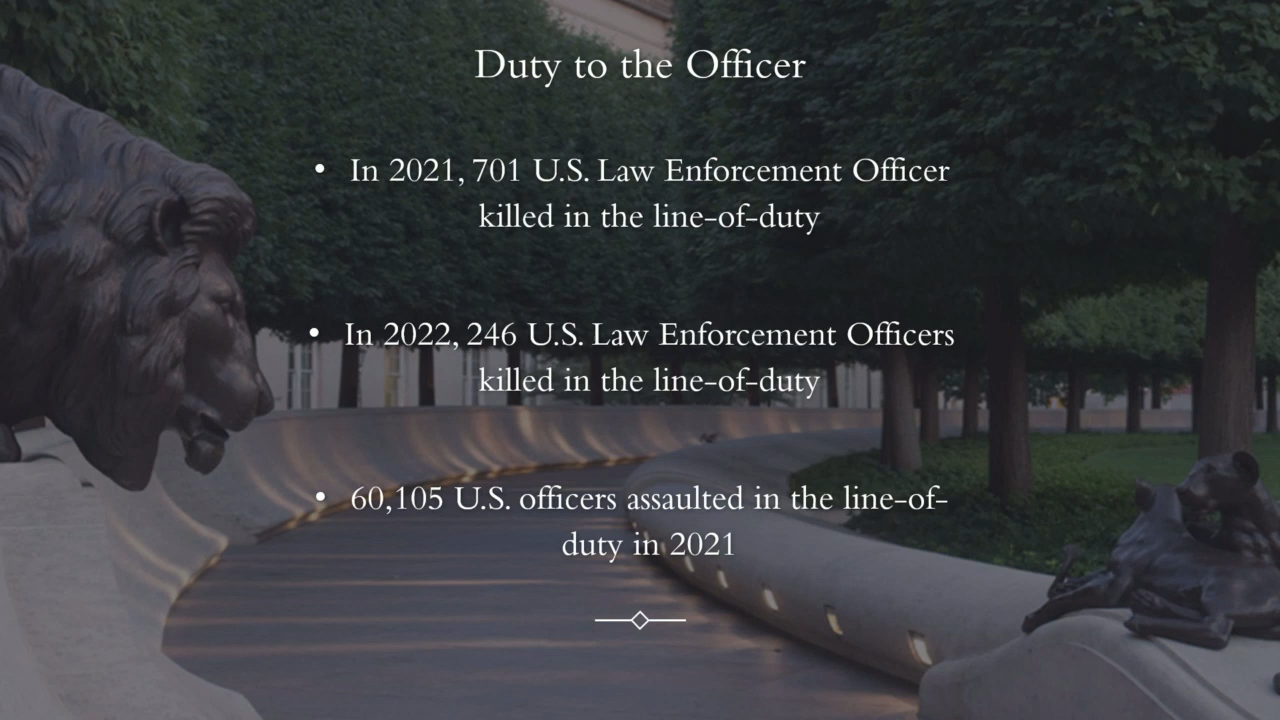 Duty to the Officer
• In 2021, 701 U.S. Law Enforcement Officer
killed in the line-of-duty
• In 2022, 246 U.S. Law Enforcement Officers
killed in the line-of-duty
• 60,105 U.S. officers assaulted in the line-of-
duty in 2021